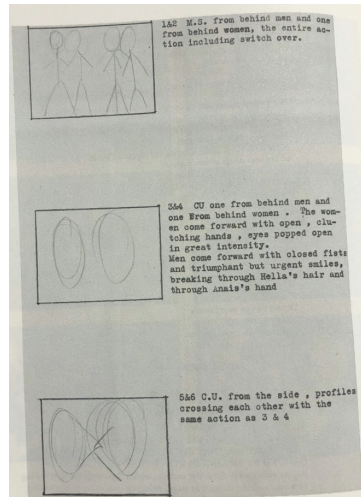 1&2 M.S. from behind men and one
from behind women, the entire ac-
tion including switch over.
3&4 CU one from behind men and
one From behind women . The wom-
en come forward with open , clu-
tching hands , eyes popped open
in great intensity.
Men come forward with closed fists
and triumphant but urgent smiles,
breaking through Hella's hair and
through Anais's hand
5&6 C.U. from the side , profiles
crossing each other with the
same action as 3 & 4